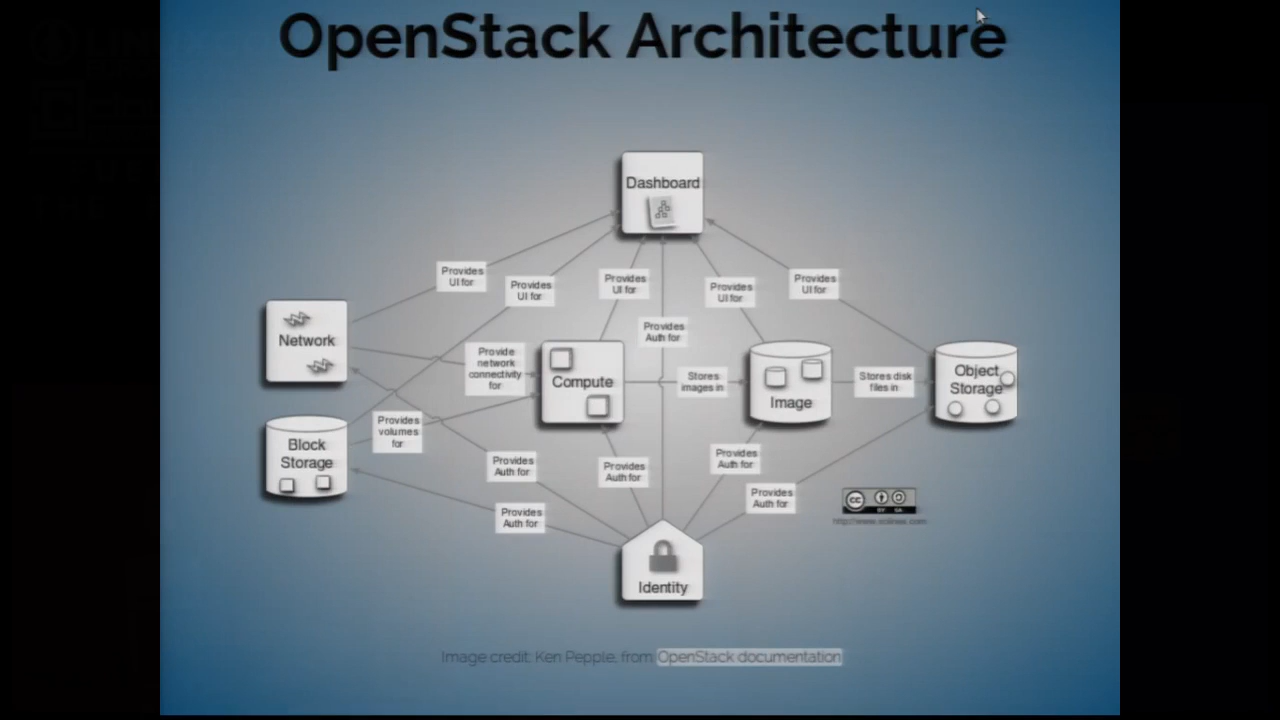 OpenStack Architecture
Dashboard
Provides
UI for
Provides
UI for
Provides
UI for
Provides
UI for
Provides
UI for
Provides
Auth for
Network
Provide
network
connectivity
for
Compute
Stores
images in
Image
Stores disk
files in
Object
Storage
Block
Storage
Provides
volumes
for
Provides
Auth for
Provides
Auth for
Provides
Auth for
Provides
Auth for
Provides
Auth for
cc
BY SA
Identity
Image credit: Ken Pepple, from OpenStack documentation